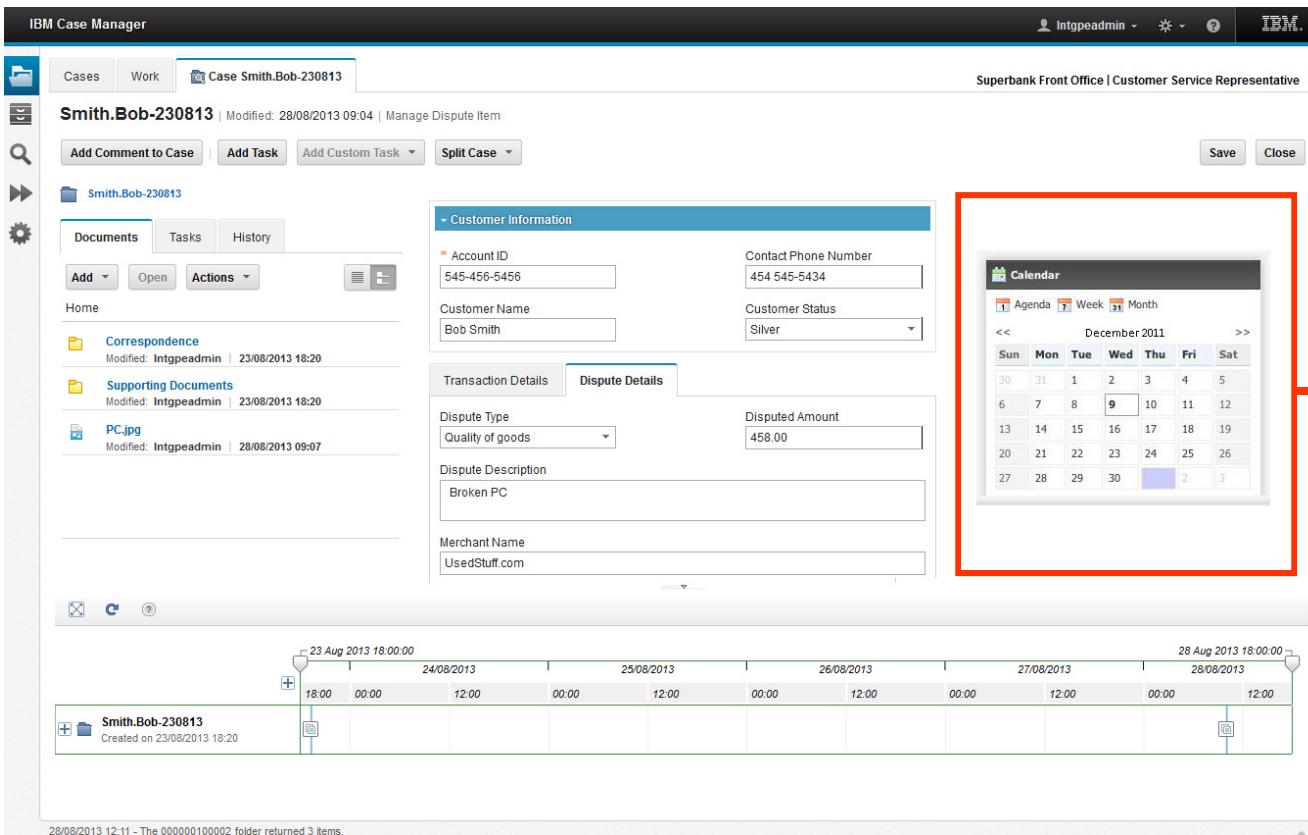 IBM Case Manager
Intgpeadmin
IBM.
Cases Work Case Smith.Bob-230813
Superbank Front Office | Customer Service Representative
Smith.Bob-230813 | Modified: 28/08/2013 09:04 | Manage Dispute Item
Add Comment to Case | Add Task Add Custom Task Split Case Save Close
Smith.Bob-230813
Documents Tasks History
Add Open Actions
Home
Correspondence
Modified: Intgpeadmin | 23/08/2013 18:20
Supporting Documents
Modified: Intgpeadmin | 23/08/2013 18:20
PC.jpg
Modified: Intgpeadmin | 28/08/2013 09:07
Customer Information
* Account ID Contact Phone Number
545-456-5456 454 545-5434
Customer Name Customer Status
Bob Smith Silver
Transaction Details Dispute Details
Dispute Type Disputed Amount
Quality of goods 458.00
Dispute Description
Broken PC
Merchant Name
UsedStuff.com
Calendar
1 Agenda 7 Week 31 Month
<< December 2011 >>
Sun Mon Tue Wed Thu Fri Sat
30 31 1 2 3 4 5
6 7 8 9 10 11 12
13 14 15 16 17 18 19
20 21 22 23 24 25 26
27 28 29 30 2 3
23 Aug 2013 18:00:00 28 Aug 2013 18:00:00
24/08/2013 25/08/2013 26/08/2013 27/08/2013 28/08/2013
18:00 00:00 12:00 00:00 12:00 00:00 12:00 00:00 12:00 00:00 12:00
Smith.Bob-230813
Created on 23/08/2013 18:20
28/08/2013 12:11 - The 000000100002 folder returned 3 items.